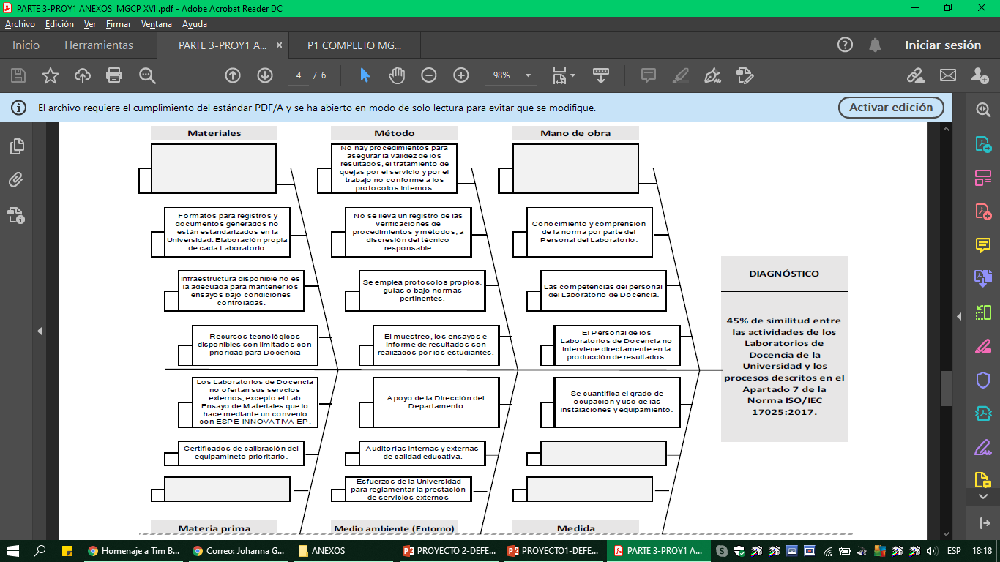 PARTE 3-PROY1 ANEXOS  MGCP XVII.pdf - Adobe Acrobat Reader DC
Archivo Edición Ver Firmar Ventana Ayuda
Inicio Herramientas PARTE 3-PROY1 A... × P1 COMPLETO MG... Iniciar sesión
4 / 6 98%
El archivo requiere el cumplimiento del estándar PDF/A y se ha abierto en modo de solo lectura para evitar que se modifique. Activar edición
Materiales
Método
Mano de obra
No hay procedimientos para
asegurar la validez de los
resultados, el tratamiento de
quejas por el servicio y por el
trabajo no conforme a los
protocolos internos.
Formatos para registros y
documentos generados no
están estandarizados en la
Universidad. Elaboración propia
de cada Laboratorio.
No se lleva un registro de las
verificaciones de
procedimientos y métodos, a
discresión del técnico
responsable.
Conocimiento y comprensión
de la norma por parte del
Personal del Laboratorio.
Infraestructura disponible no es
la adecuada para mantener los
ensayos bajo condiciones
controladas.
Se emplea protocolos propios,
guías o bajo normas
pertinentes.
Las competencias del personal
del Laboratorio de Docencia.
Recursos tecnológicos
disponibles son limitados con
prioridad para Docencia
El muestreo, los ensayos e
informe de resultados son
realizados por los estudiantes.
El Personal de los
Laboratorios de Docencia no
interviene directamente en la
producción de resultados.
DIAGNÓSTICO
45% de similitud entre
las actividades de los
Laboratorios de
Docencia de la
Universidad y los
procesos descritos en el
Apartado 7 de la
Norma ISO/IEC
17025:2017.
Los Laboratorios de Docencia
no ofertan sus servicios
externos, excepto el Lab.
Ensayo de Materiales que lo
hace mediante un convenio
con ESPE-INNOVATIVA EP.
Apoyo de la Dirección del
Departamento
Se cuantifica el grado de
ocupación y uso de las
instalaciones y equipamiento.
Certificados de calibración del
equipamineto prioritario.
Auditorías internas y externas
de calidad educativa.
Esfuerzos de la Universidad
para reglamentar la prestación
de servicios externos
Materia prima
Medio ambiente (Entorno)
Medida
Homenaje a Tim B... Correo: Johanna G... ANEXOS PROYECTO 2-DEFE... PROYECTO1-DEFE... PARTE 3-PROY1 A... ESP 18:18